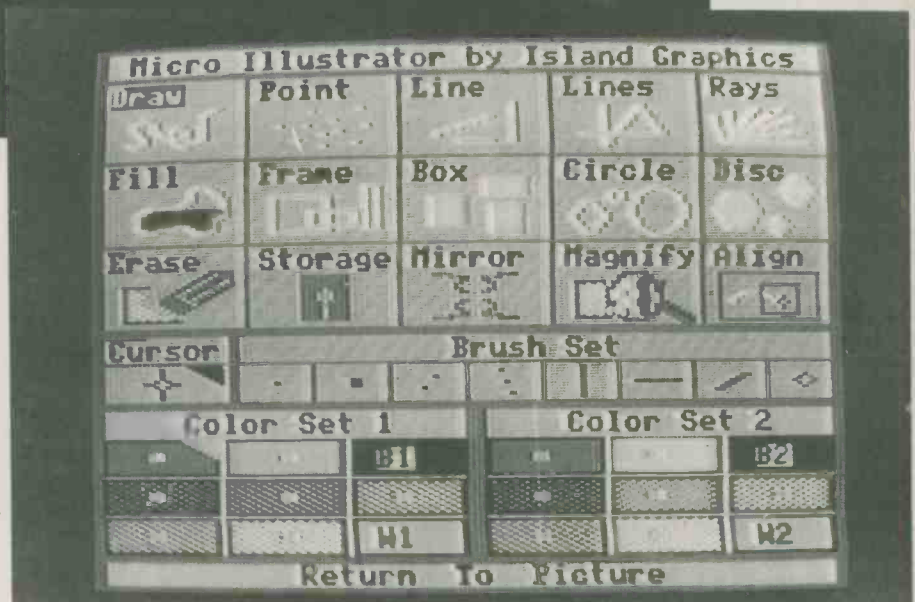 Micro Illustrator by Island Graphics
Draw Point Line Lines Rays
Fill Frame Box Circle Disc
Erase Storage Mirror Magnify Align
Cursor Brush Set
Color Set 1 Color Set 2
B1 B2
W1 W2
Return To Picture